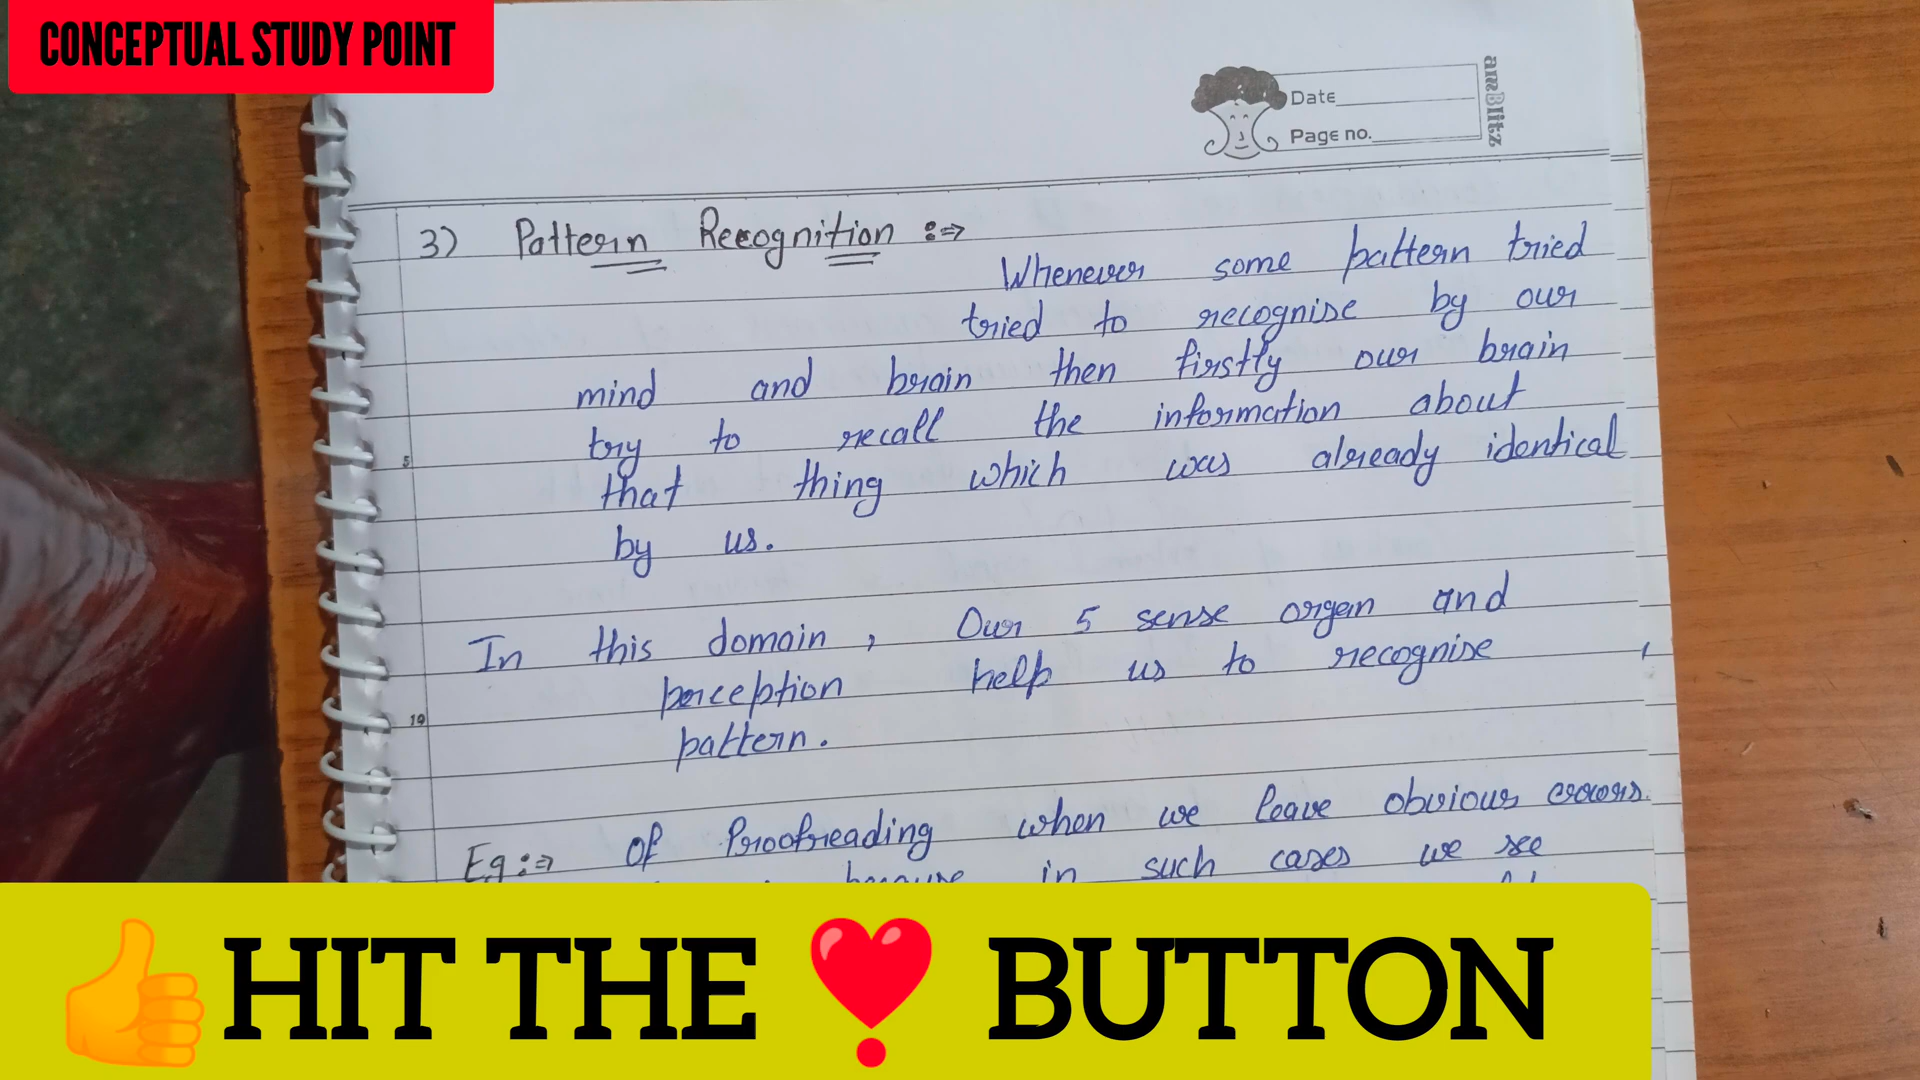 CONCEPTUAL STUDY POINT
amBlitz
Date
Page no.
3) Pattern Recognition :⇒
Whenever some pattern tried
tried to recognise by our
mind and brain then firstly our brain
try to recall the information about
5
that thing which was already identical
by us.
In this domain, Our 5 sense organ and
perception help us to recognise
10
pattern.
Eg:⇒ Of Proofreading when we leave obvious errors.
because in such cases we see
👍 HIT THE ❣ BUTTON